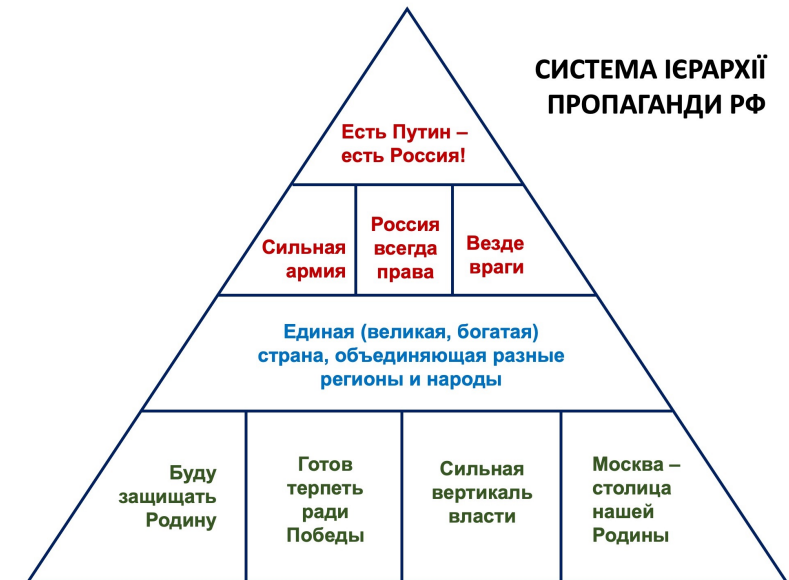 СИСТЕМА ІЄРАРХІЇ
ПРОПАГАНДИ РФ
Есть Путин –
есть Россия!
Сильная
армия
Россия
всегда
права
Везде
враги
Единая (великая, богатая)
страна, объединяющая разные
регионы и народы
Буду
защищать
Родину
Готов
терпеть
ради
Победы
Сильная
вертикаль
власти
Москва –
столица
нашей
Родины